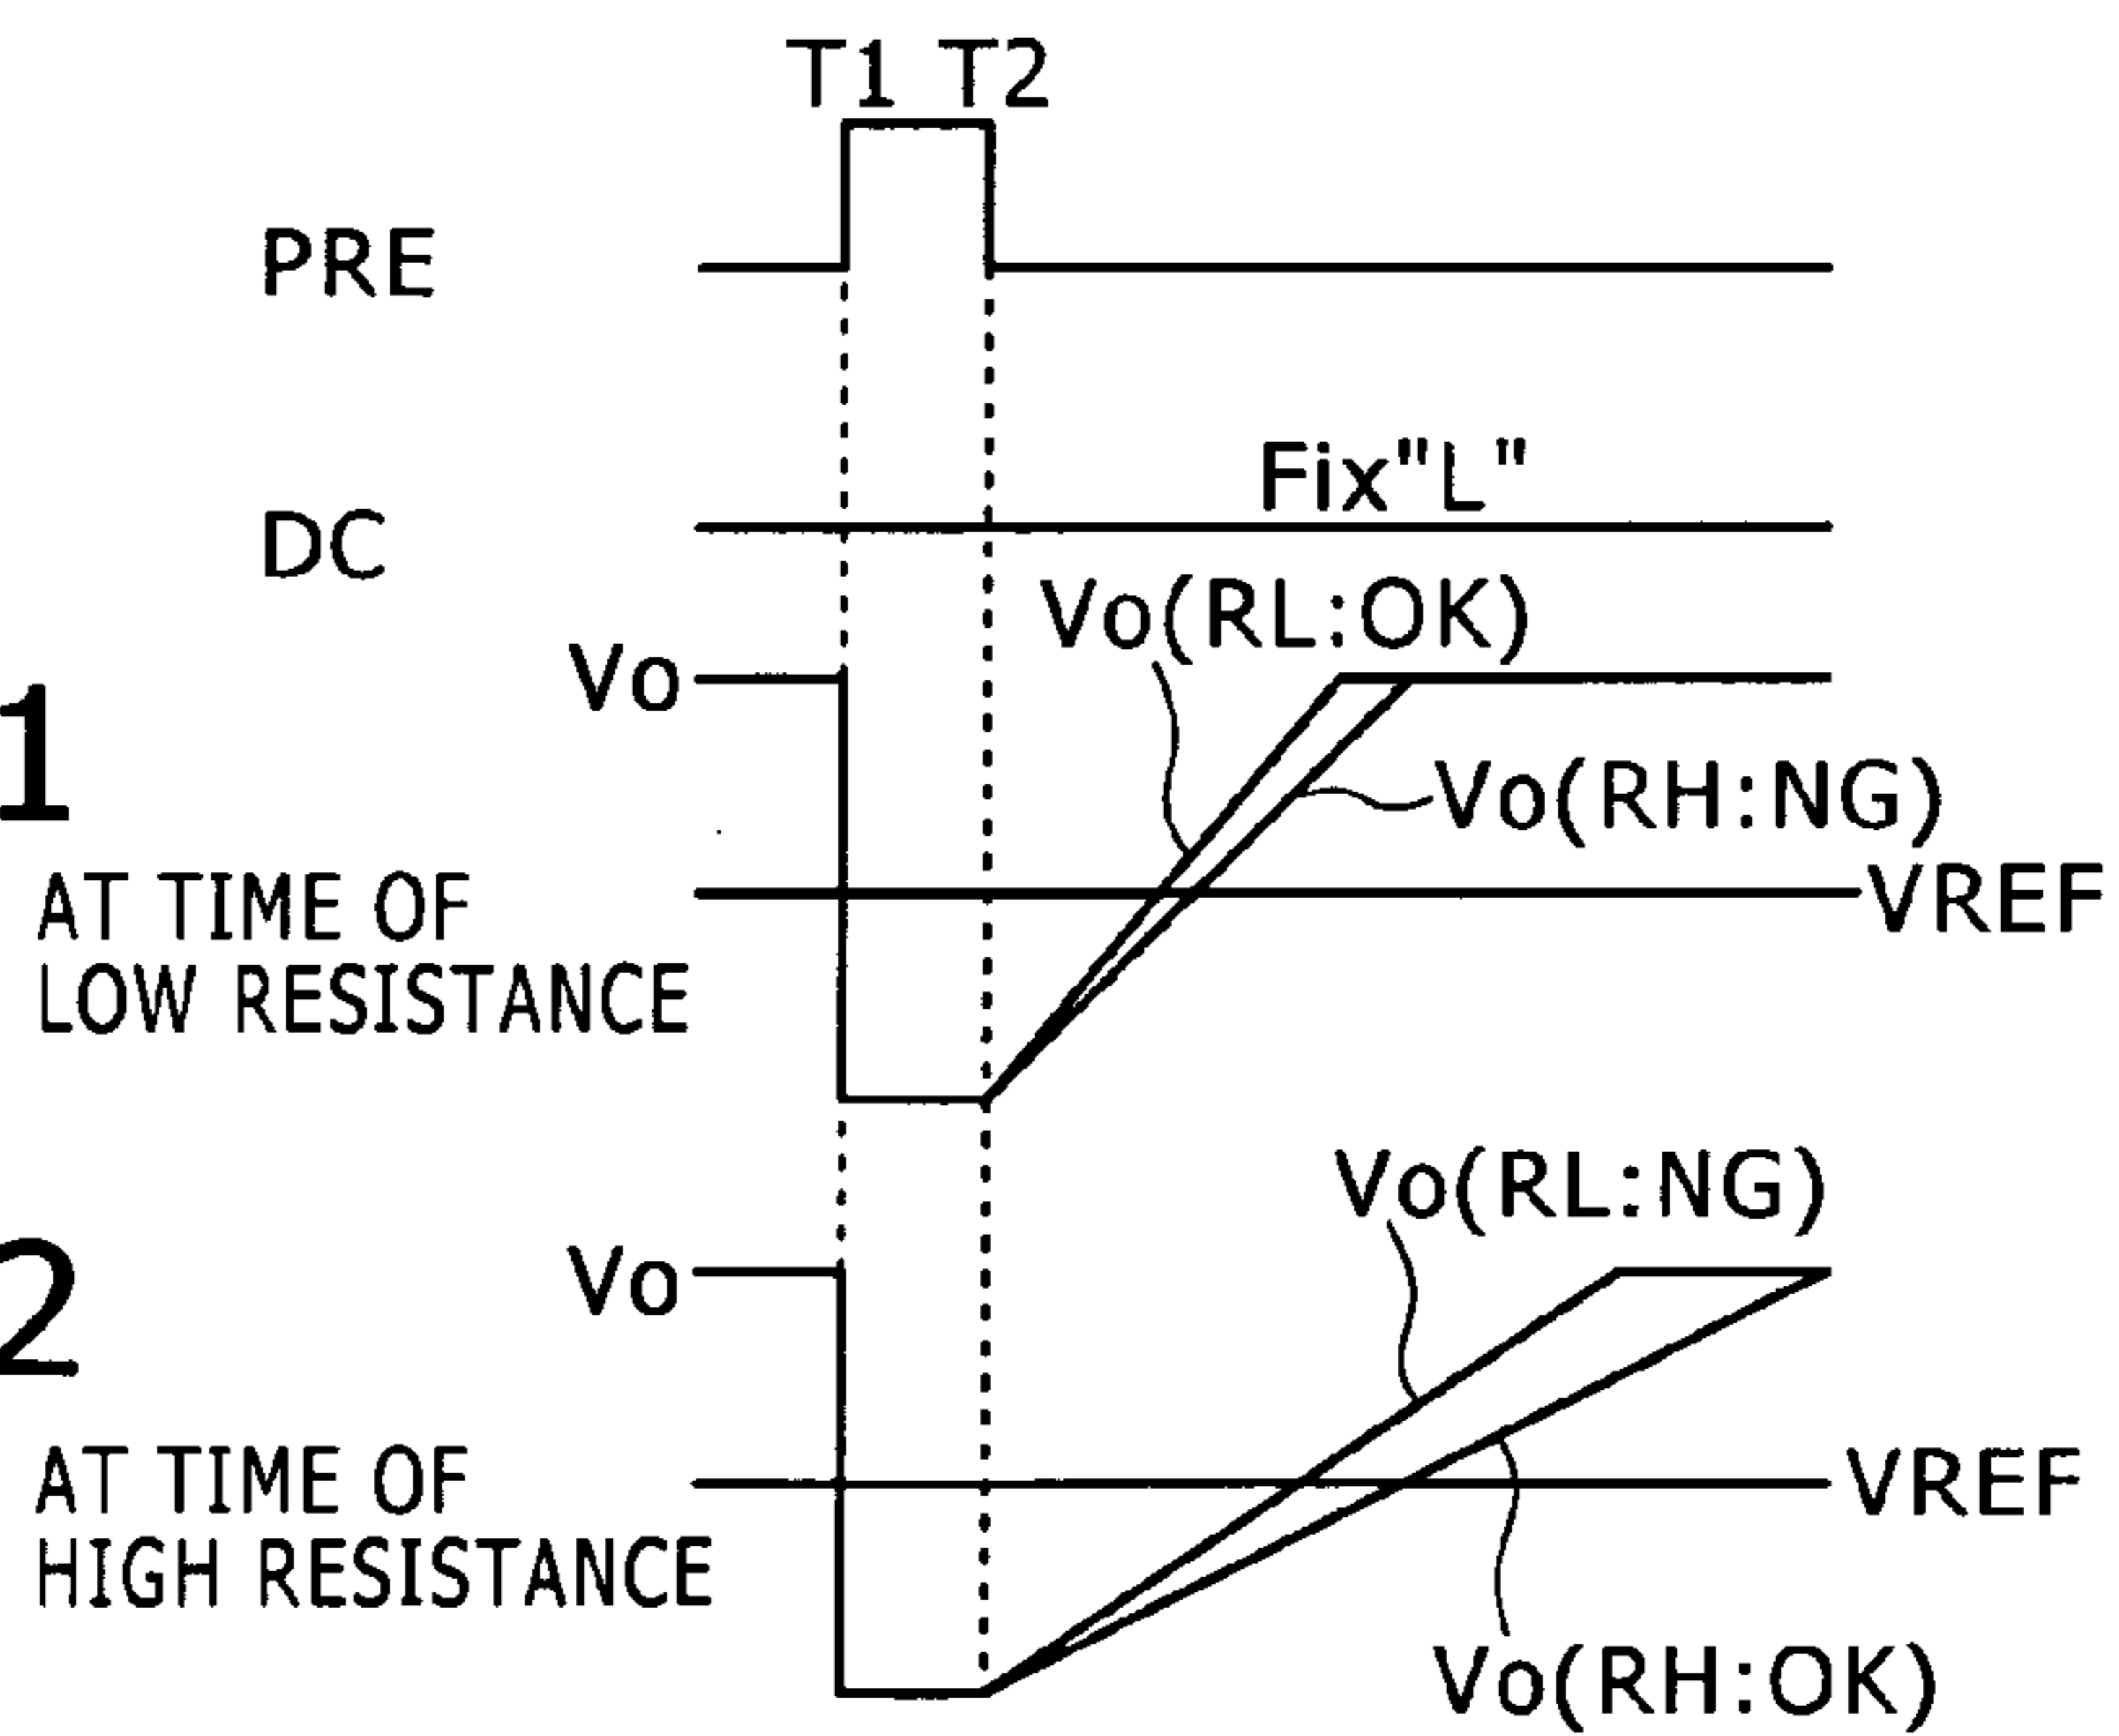 T1 T2
PRE
Fix"L"
DC
Vo(RL:OK)
Vo
1
Vo(RH:NG)
AT TIME OF
LOW RESISTANCE
VREF
Vo(RL:NG)
Vo
2
AT TIME OF
HIGH RESISTANCE
VREF
Vo(RH:OK)